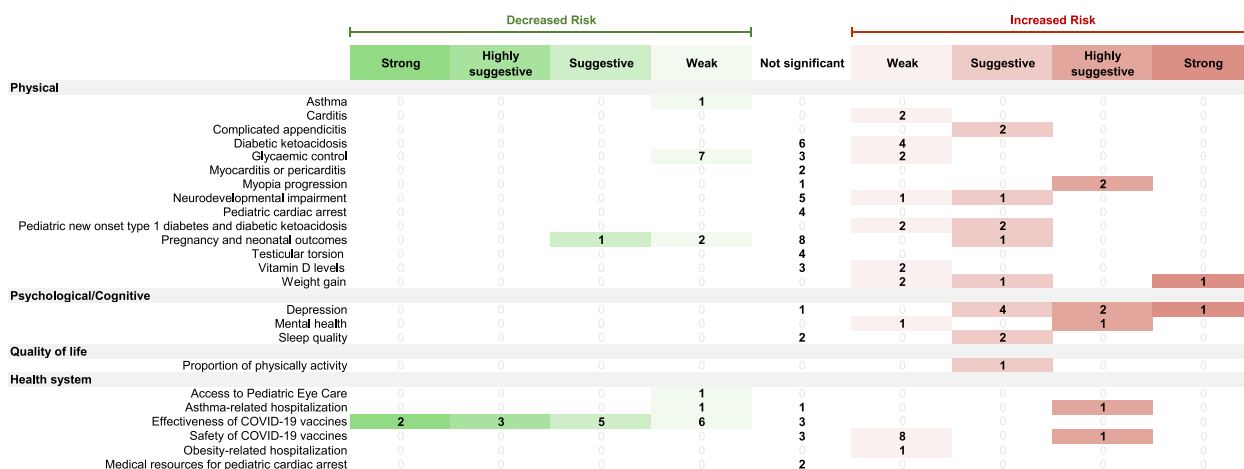 Decreased Risk Increased Risk
Strong Highly suggestive Suggestive Weak Not significant Weak Suggestive Highly suggestive Strong
Physical
Asthma 0 0 0 1 0 0 0 0 0
Carditis 0 0 0 0 0 2 0 0 0
Complicated appendicitis 0 0 0 0 0 0 2 0 0
Diabetic ketoacidosis 0 0 0 0 6 4 0 0 0
Glycaemic control 0 0 0 7 3 2 0 0 0
Myocarditis or pericarditis 0 0 0 0 2 0 0 0 0
Myopia progression 0 0 0 0 1 0 0 2 0
Neurodevelopmental impairment 0 0 0 0 5 1 1 0 0
Pediatric cardiac arrest 0 0 0 0 4 0 0 0 0
Pediatric new onset type 1 diabetes and diabetic ketoacidosis 0 0 0 0 0 2 2 0 0
Pregnancy and neonatal outcomes 0 0 1 2 8 0 1 0 0
Testicular torsion 0 0 0 0 4 0 0 0 0
Vitamin D levels 0 0 0 0 3 2 0 0 0
Weight gain 0 0 0 0 0 2 1 0 1
Psychological/Cognitive
Depression 0 0 0 0 1 0 4 2 1
Mental health 0 0 0 0 0 1 0 1 0
Sleep quality 0 0 0 0 2 0 2 0 0
Quality of life
Proportion of physically activity 0 0 0 0 0 0 1 0 0
Health system
Access to Pediatric Eye Care 0 0 0 1 0 0 0 0 0
Asthma-related hospitalization 0 0 0 1 1 0 0 1 0
Effectiveness of COVID-19 vaccines 2 3 5 6 3 0 0 0 0
Safety of COVID-19 vaccines 0 0 0 0 3 8 0 1 0
Obesity-related hospitalization 0 0 0 0 0 1 0 0 0
Medical resources for pediatric cardiac arrest 0 0 0 0 2 0 0 0 0